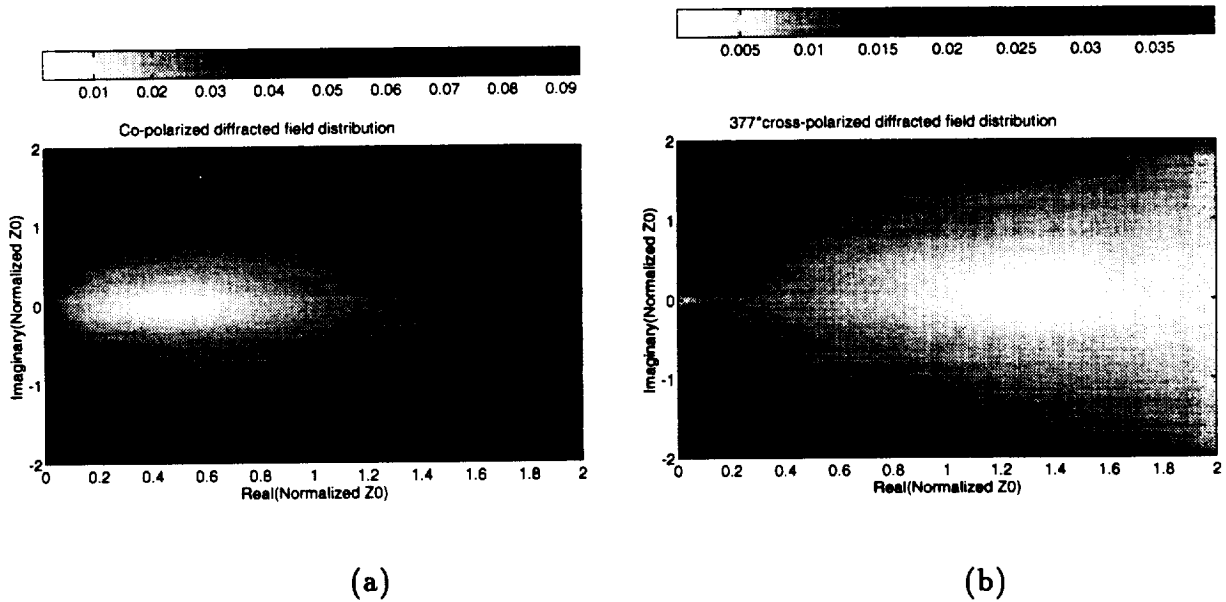 0.01 0.02 0.03 0.04 0.05 0.06 0.07 0.08 0.09
Co-polarized diffracted field distribution
2
1
0
-1
-2
Imaginary(Normalized Z0)
0 0.2 0.4 0.6 0.8 1 1.2 1.4 1.6 1.8 2
Real(Normalized Z0)
(a)
0.005 0.01 0.015 0.02 0.025 0.03 0.035
377*cross-polarized diffracted field distribution
2
1
0
-1
-2
Imaginary(Normalized Z0)
0 0.2 0.4 0.6 0.8 1 1.2 1.4 1.6 1.8 2
Real(Normalized Z0)
(b)